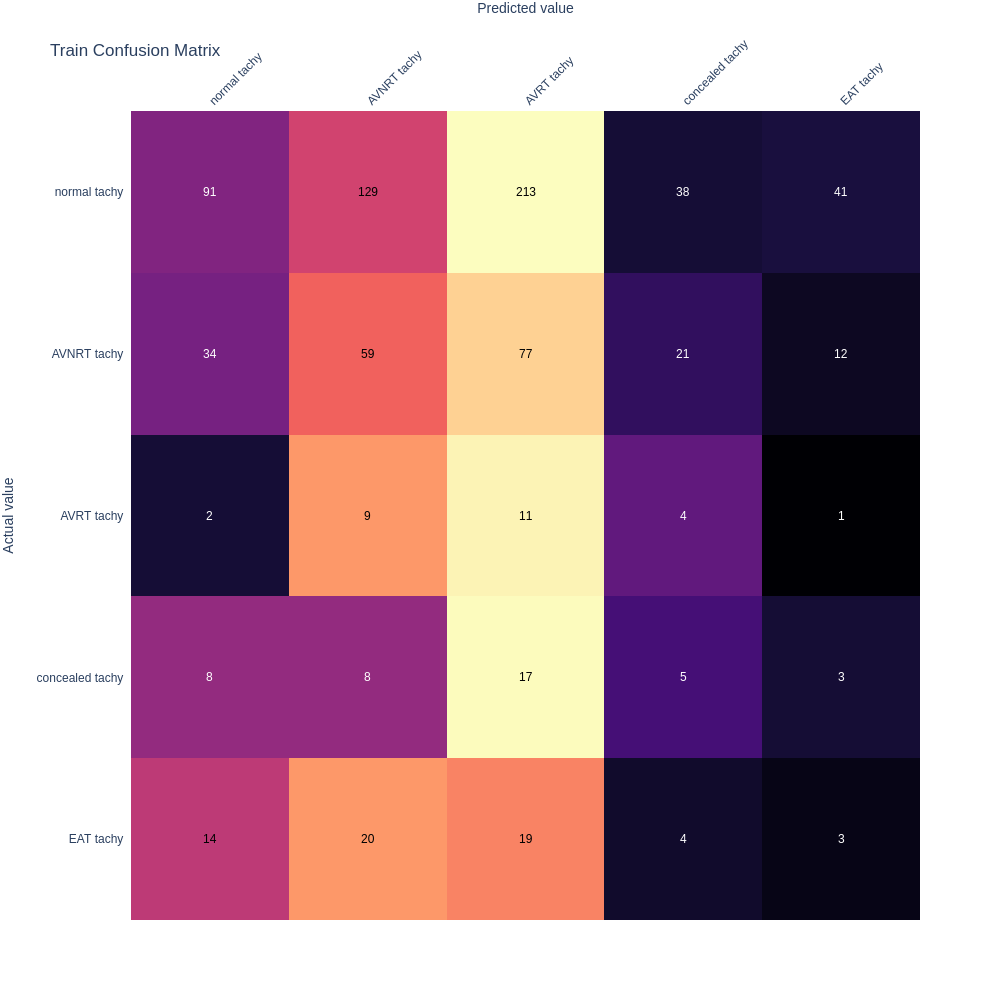 Predicted value
Train Confusion Matrix
normal tachy
AVNRT tachy
AVRT tachy
concealed tachy
EAT tachy
Actual value
normal tachy 91 129 213 38 41
AVNRT tachy 34 59 77 21 12
AVRT tachy 2 9 11 4 1
concealed tachy 8 8 17 5 3
EAT tachy 14 20 19 4 3